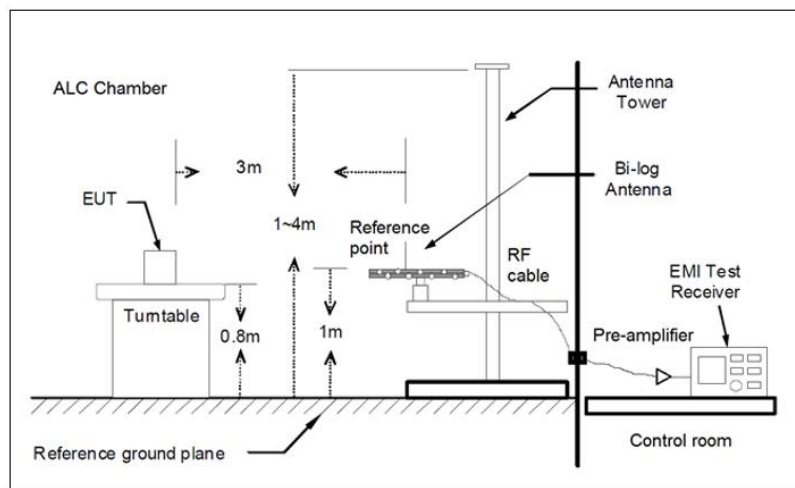 ALC Chamber
Antenna
Tower
3m
Bi-log
Antenna
EUT
1~4m
Reference
point
RF
cable
EMI Test
Receiver
Turntable
0.8m
1m
Pre-amplifier
Reference ground plane
Control room